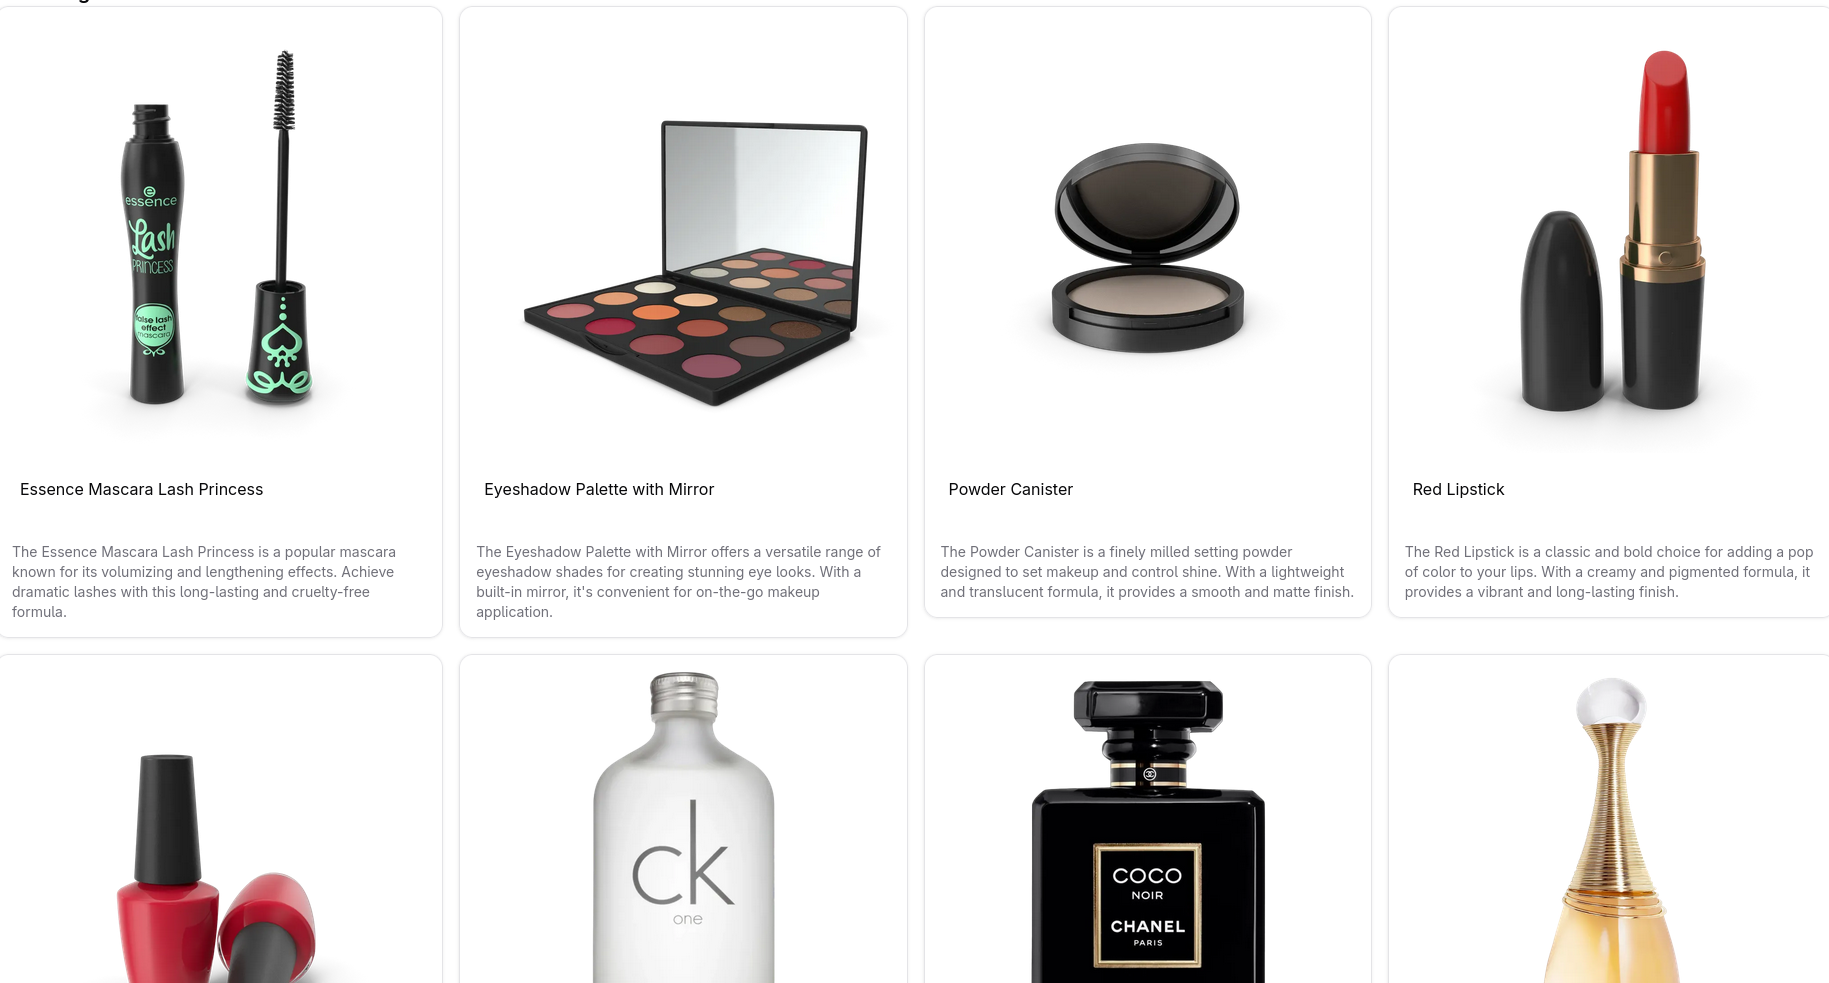 essence
Lash
PRINCESS
false lash
effect
mascara
Essence Mascara Lash Princess
Eyeshadow Palette with Mirror
Powder Canister
Red Lipstick
The Essence Mascara Lash Princess is a popular mascara
known for its volumizing and lengthening effects. Achieve
dramatic lashes with this long-lasting and cruelty-free
formula.
The Eyeshadow Palette with Mirror offers a versatile range of
eyeshadow shades for creating stunning eye looks. With a
built-in mirror, it's convenient for on-the-go makeup
application.
The Powder Canister is a finely milled setting powder
designed to set makeup and control shine. With a lightweight
and translucent formula, it provides a smooth and matte finish.
The Red Lipstick is a classic and bold choice for adding a pop
of color to your lips. With a creamy and pigmented formula, it
provides a vibrant and long-lasting finish.
ck
one
COCO
NOIR
CHANEL
PARIS